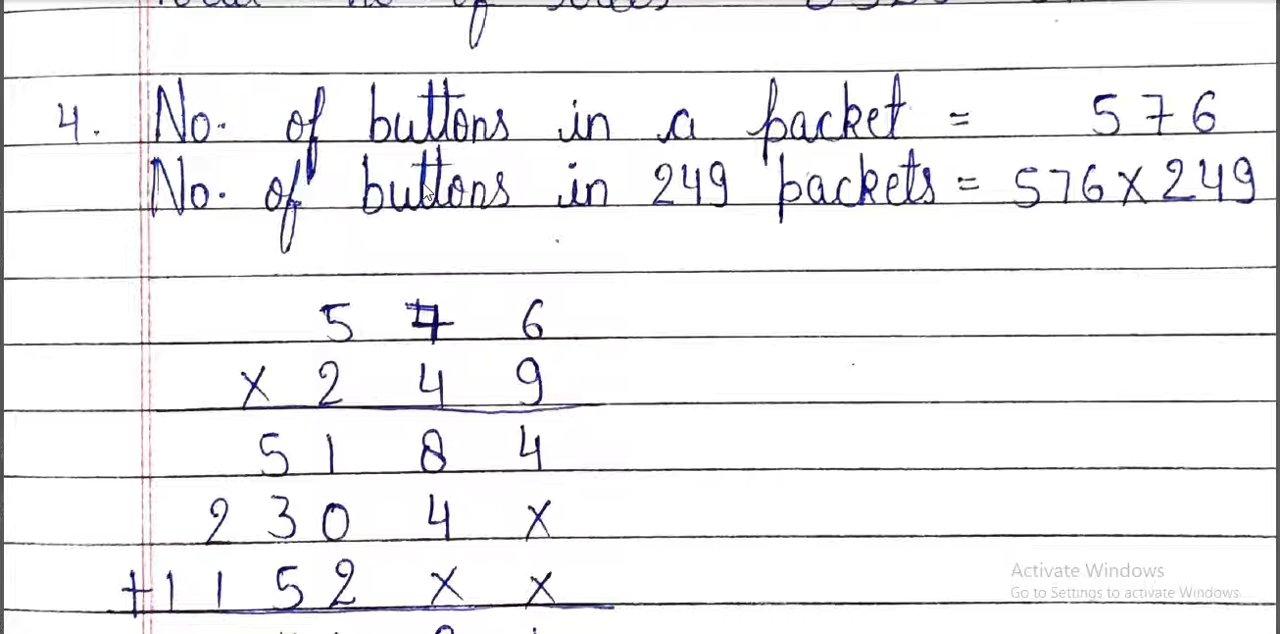 4. No. of buttons in a packet = 576
No. of buttons in 249 packets = 576 × 249
5 7 6
× 2 4 9
5 1 8 4
2 3 0 4 ×
+ 1 1 5 2 × ×
Activate Windows
Go to Settings to activate Windows